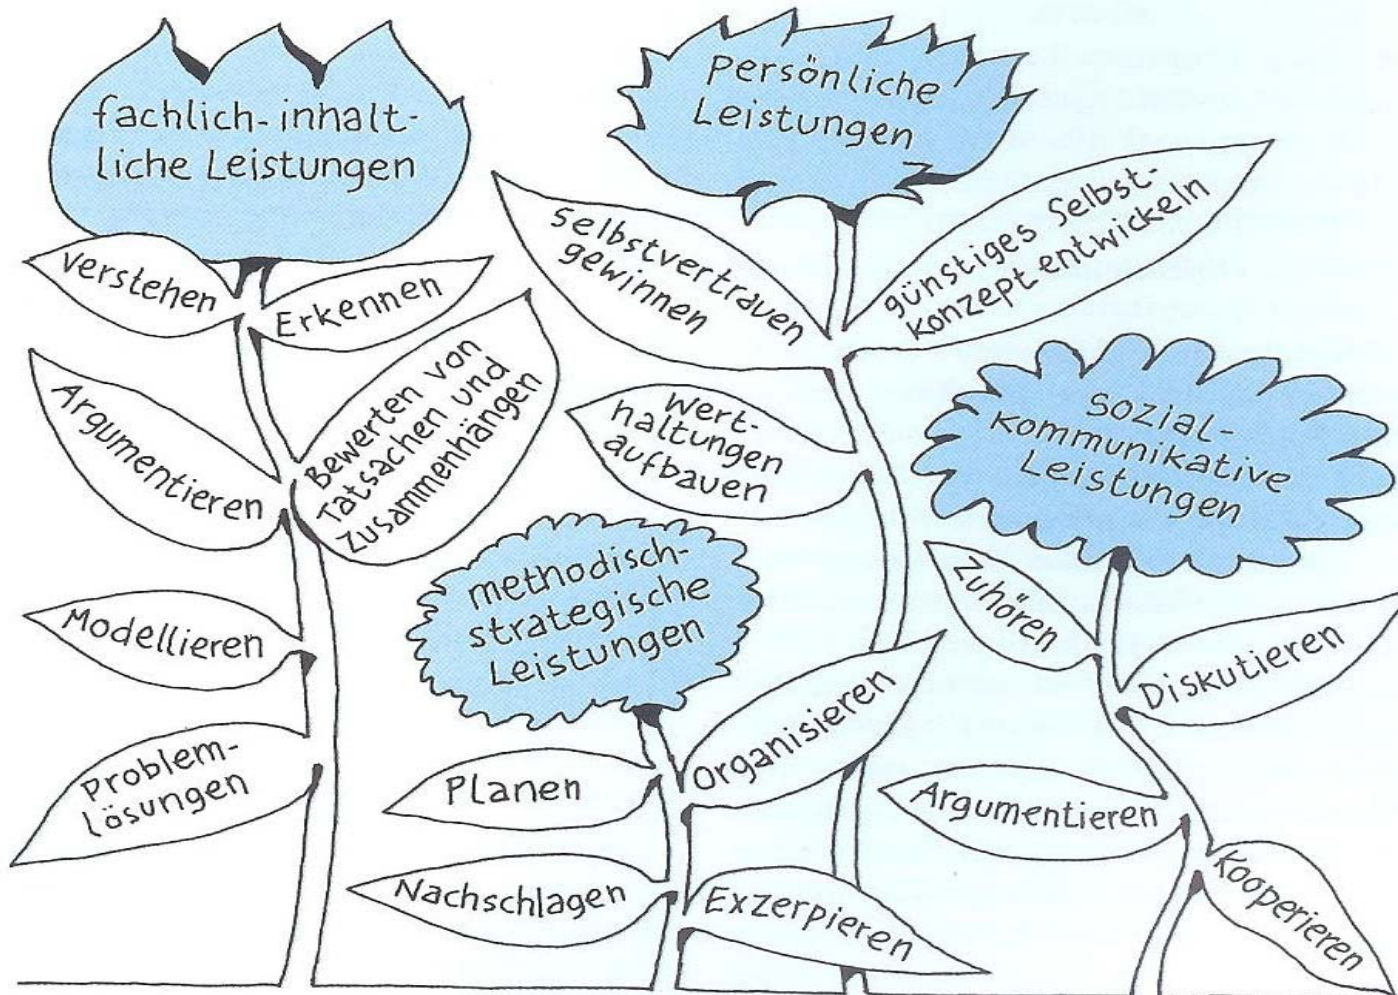 fachlich-inhalt-
liche Leistungen
Verstehen
Erkennen
Argumentieren
Bewerten von
Tatsachen und
Zusammenhängen
Modellieren
Problem-
lösungen
persönliche
Leistungen
Selbstvertrauen
gewinnen
günstiges Selbst-
konzept entwickeln
Wert-
haltungen
aufbauen
methodisch-
strategische
Leistungen
Planen
Organisieren
Nachschlagen
Exzerpieren
sozial-
kommunikative
Leistungen
Zuhören
Diskutieren
Argumentieren
Kooperieren